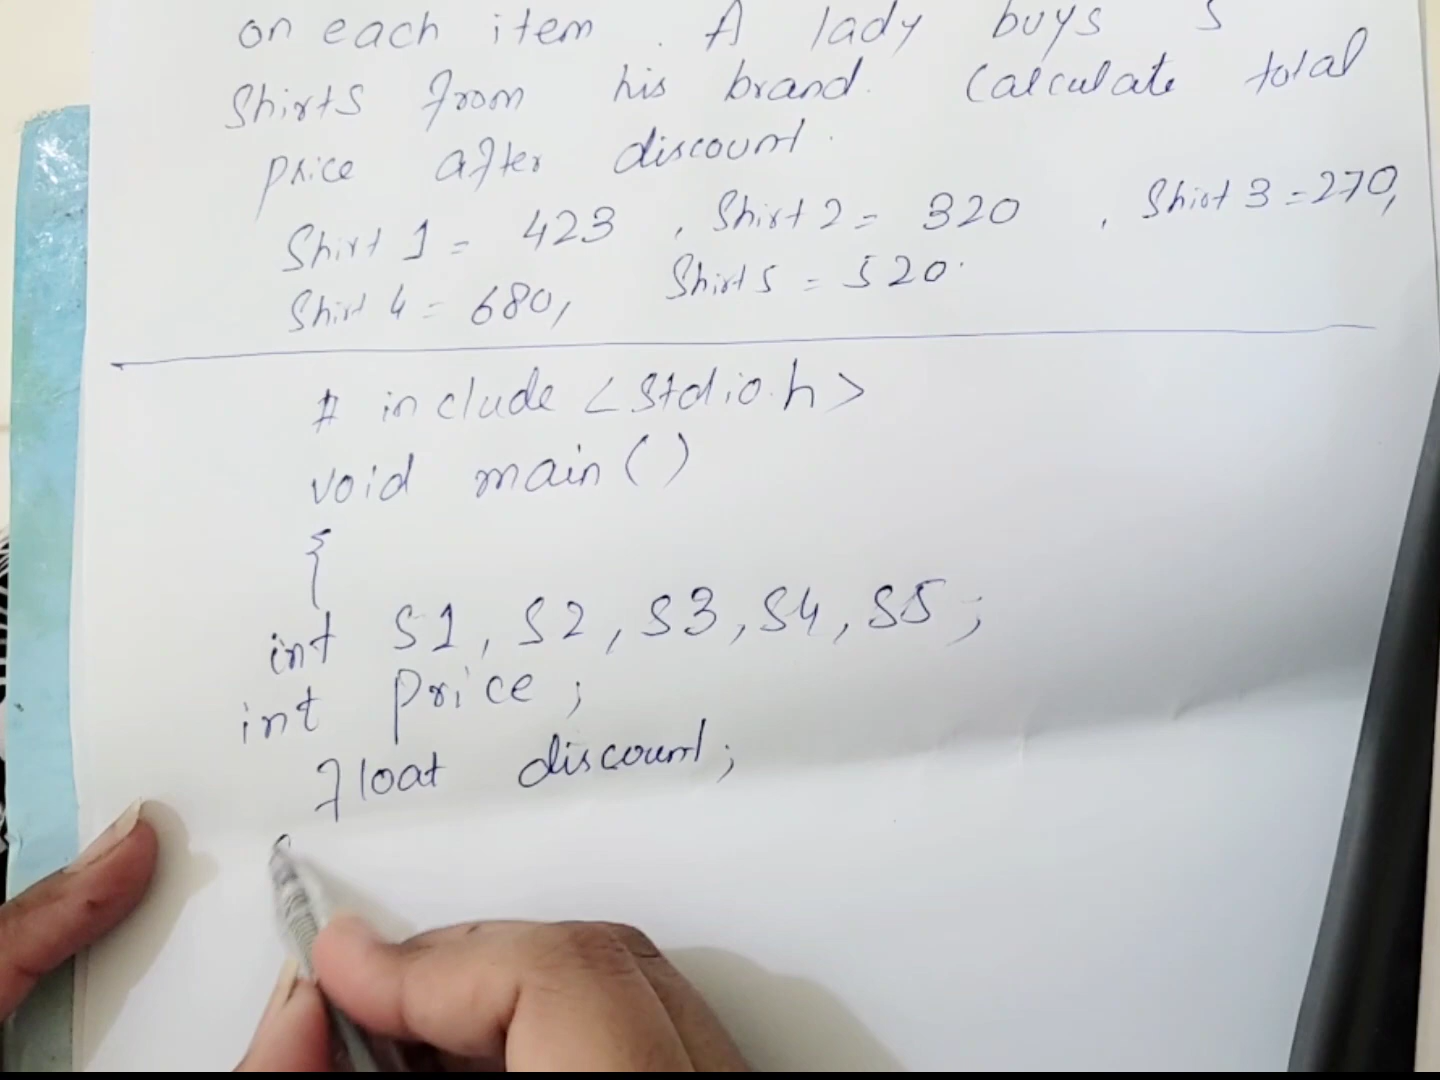 on each item. A lady buys 5
Shirts from his brand. Calculate total
price after discount.
Shirt 1 = 423, Shirt 2 = 320, Shirt 3 = 270,
Shirt 4 = 680, Shirt 5 = 520.
# include <stdio.h>
void main()
{
int S1, S2, S3, S4, S5;
int Price;
float discount;